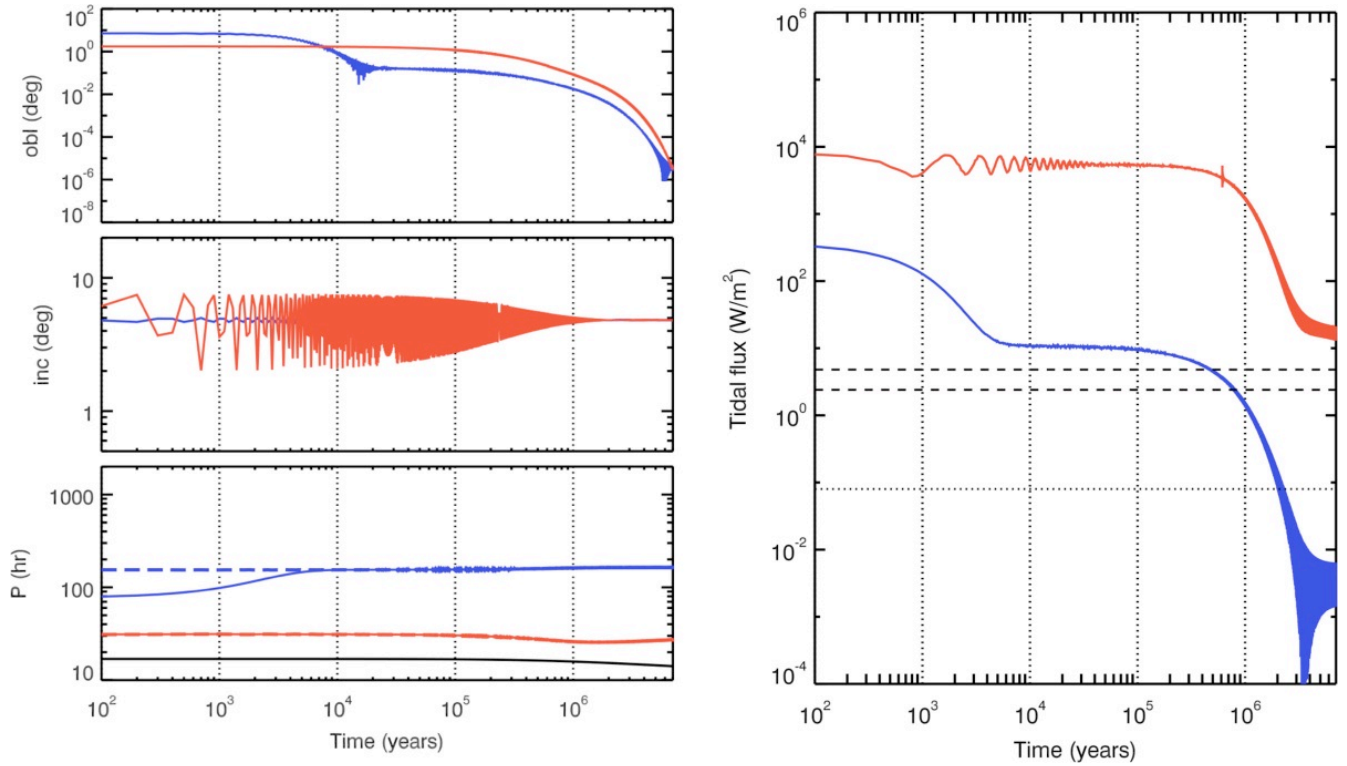 10²
10⁰
10⁻²
10⁻⁴
10⁻⁶
10⁻⁸
obl (deg)
10
1
inc (deg)
1000
100
10
P (hr)
10² 10³ 10⁴ 10⁵ 10⁶
Time (years)
10⁶
10⁴
10²
10⁰
10⁻²
10⁻⁴
Tidal flux (W/m²)
10² 10³ 10⁴ 10⁵ 10⁶
Time (years)